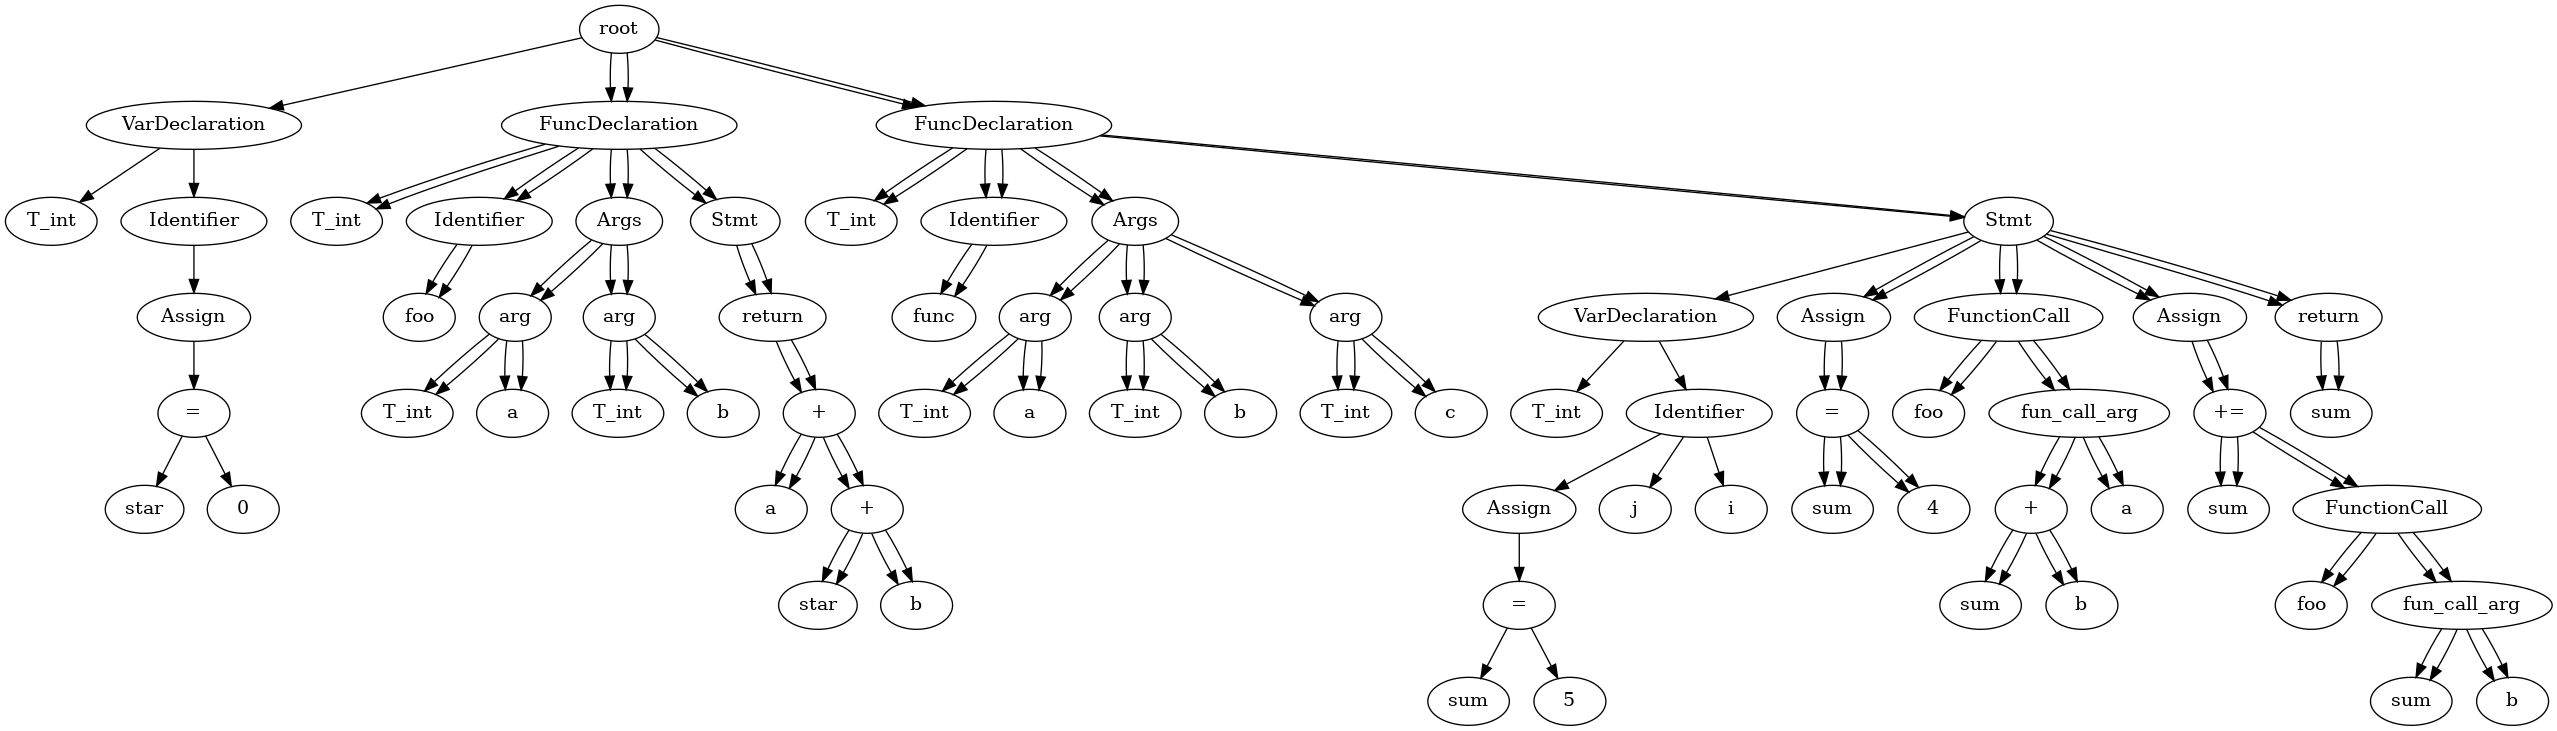 root
VarDeclaration FuncDeclaration FuncDeclaration
T_int Identifier T_int Identifier Args Stmt T_int Identifier Args Stmt
Assign foo arg arg return func arg arg arg VarDeclaration Assign FunctionCall Assign return
= T_int a T_int b + T_int a T_int b T_int c T_int Identifier = foo fun_call_arg += sum
star 0 a + Assign j i sum 4 + a sum FunctionCall
star b = sum b foo fun_call_arg
sum 5 sum b